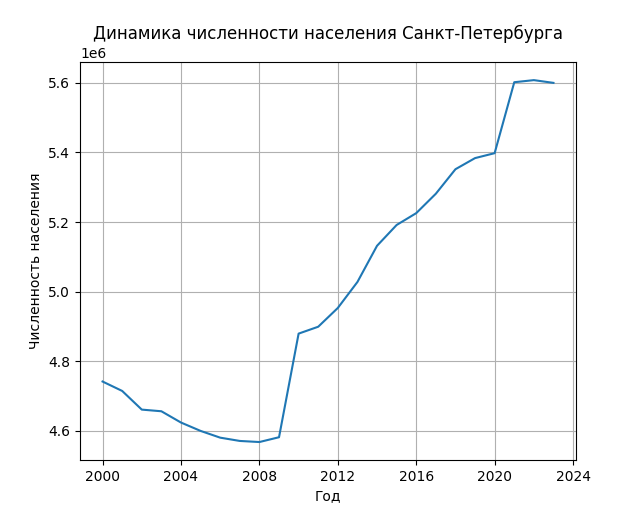 Динамика численности населения Санкт-Петербурга
1e6
5.6
5.4
5.2
5.0
4.8
4.6
Численность населения
2000 2004 2008 2012 2016 2020 2024
Год